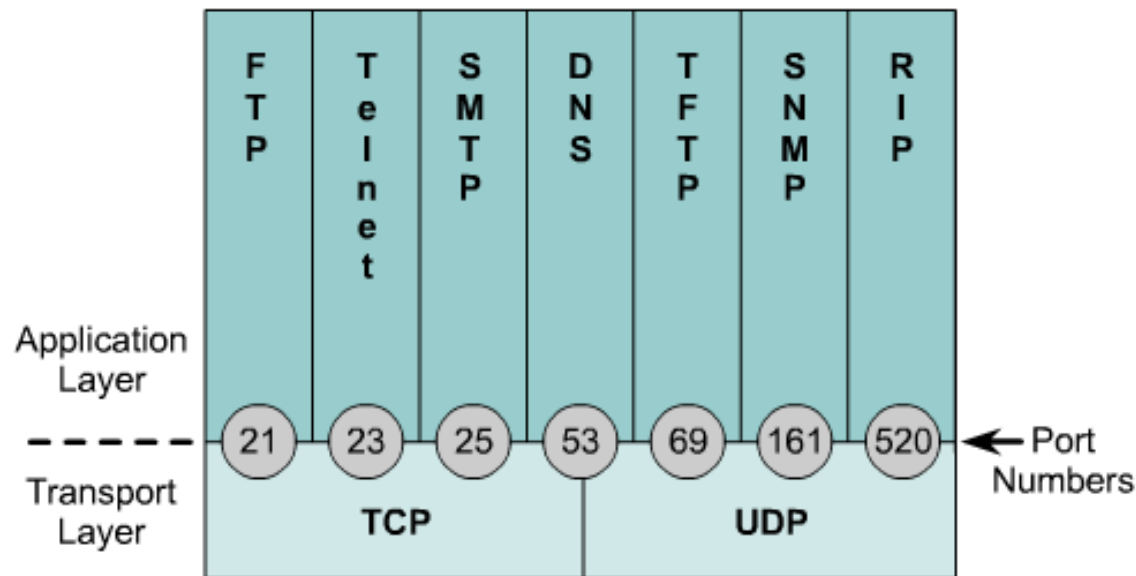 FTP
Telnet
SMTP
DNS
TFTP
SNMP
RIP
Application
Layer
21 23 25 53 69 161 520
Port
Numbers
Transport
Layer
TCP UDP